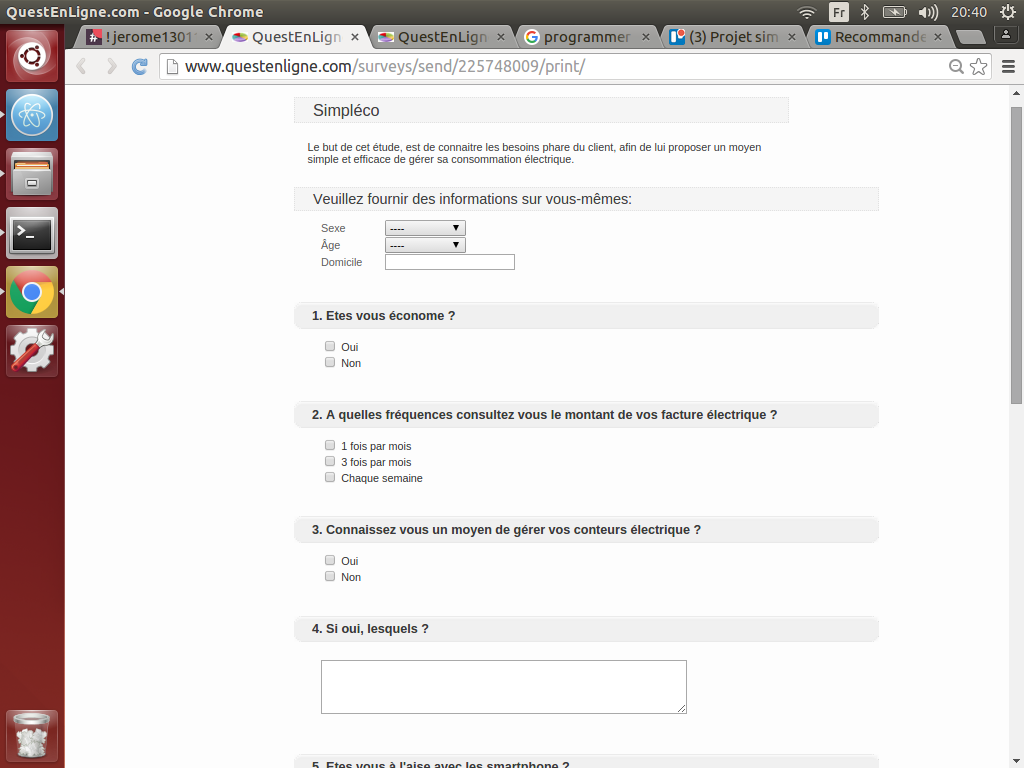 QuestEnLigne.com - Google Chrome
Fr
20:40
!jerome1301
QuestEnLign
QuestEnLign
programmer
(3) Projet sim
Recommande
www.questenligne.com/surveys/send/225748009/print/
Simpléco
Le but de cet étude, est de connaitre les besoins phare du client, afin de lui proposer un moyen
simple et efficace de gérer sa consommation électrique.
Veuillez fournir des informations sur vous-mêmes:
Sexe ----
Âge ----
Domicile
1. Etes vous économe ?
Oui
Non
2. A quelles fréquences consultez vous le montant de vos facture électrique ?
1 fois par mois
3 fois par mois
Chaque semaine
3. Connaissez vous un moyen de gérer vos conteurs électrique ?
Oui
Non
4. Si oui, lesquels ?
5. Etes vous à l'aise avec les smartphone ?